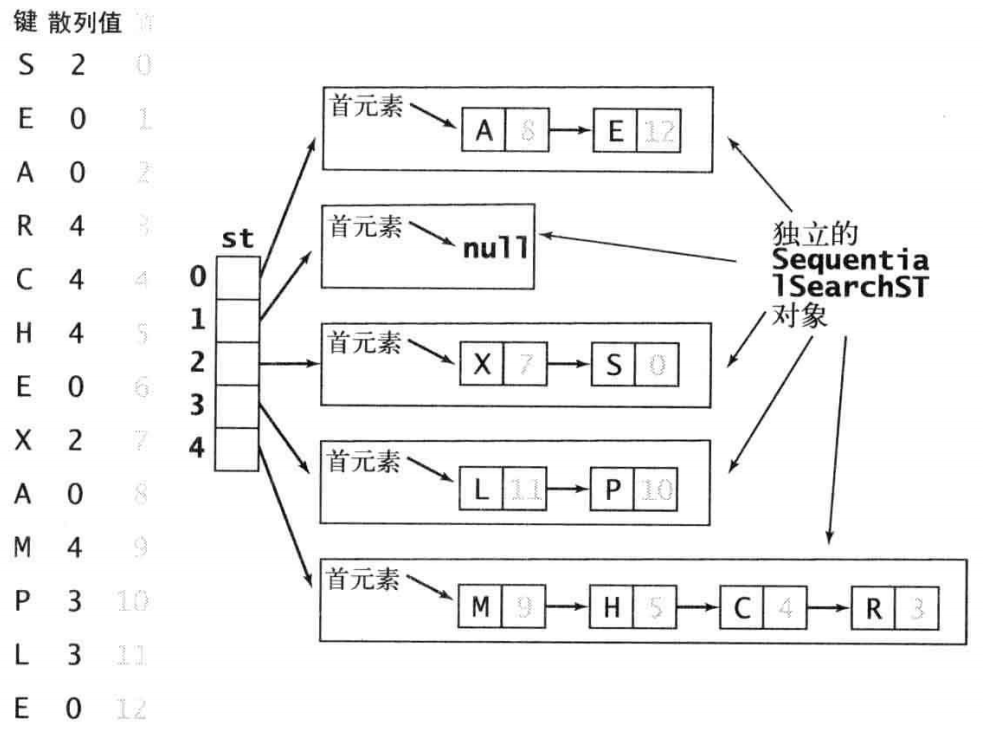 键 散列值 值
S 2 0
E 0 1
A 0 2
R 4 3
C 4 4
H 4 5
E 0 6
X 2 7
A 0 8
M 4 9
P 3 10
L 3 11
E 0 12
st
0
1
2
3
4
首元素
A 8 E 12
首元素
null
首元素
X 7 S 0
首元素
L 11 P 10
首元素
M 9 H 5 C 4 R 3
独立的
Sequentia
lSearchST
对象